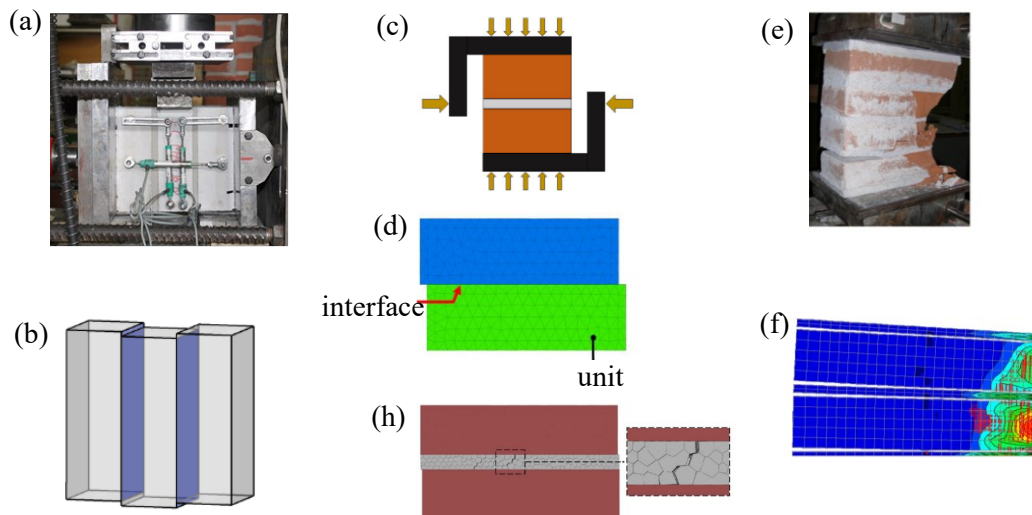 (a)
(c)
(e)
(d)
interface
unit
(b)
(f)
(h)